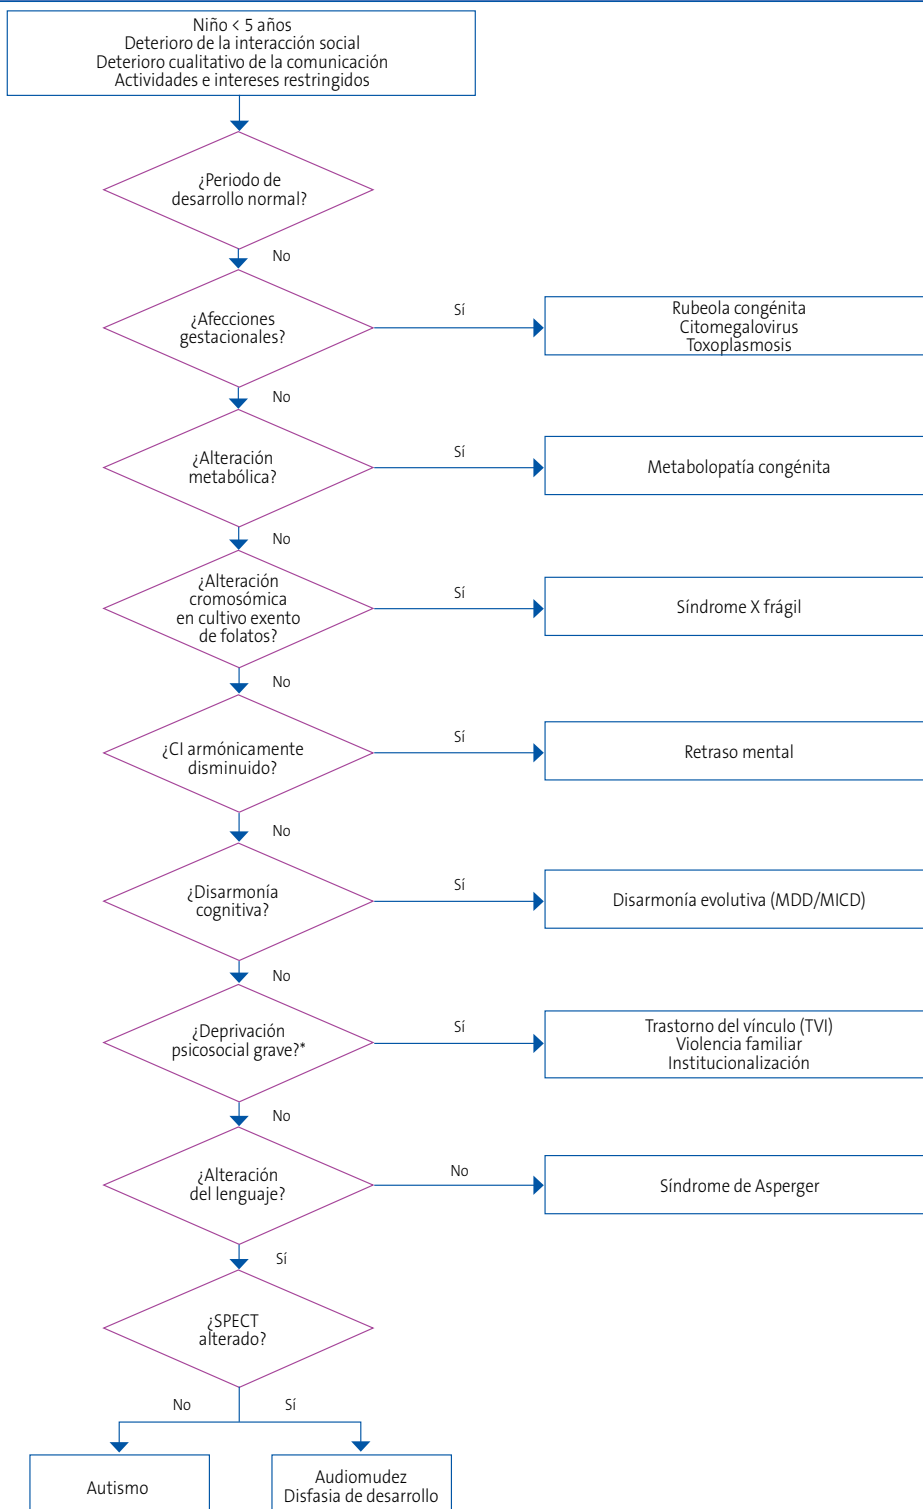 Niño < 5 años
Deterioro de la interacción social
Deterioro cualitativo de la comunicación
Actividades e intereses restringidos
¿Periodo de
desarrollo normal?
No
¿Afecciones
gestacionales?
Sí
Rubeola congénita
Citomegalovirus
Toxoplasmosis
No
¿Alteración
metabólica?
Sí
Metabolopatía congénita
No
¿Alteración
cromosómica
en cultivo exento
de folatos?
Sí
Síndrome X frágil
No
¿CI armónicamente
disminuido?
Sí
Retraso mental
No
¿Disarmonía
cognitiva?
Sí
Disarmonía evolutiva (MDD/MICD)
No
¿Deprivación
psicosocial grave?*
Sí
Trastorno del vínculo (TVI)
Violencia familiar
Institucionalización
No
¿Alteración
del lenguaje?
No
Síndrome de Asperger
Sí
¿SPECT
alterado?
No
Sí
Autismo
Audiomudez
Disfasia de desarrollo